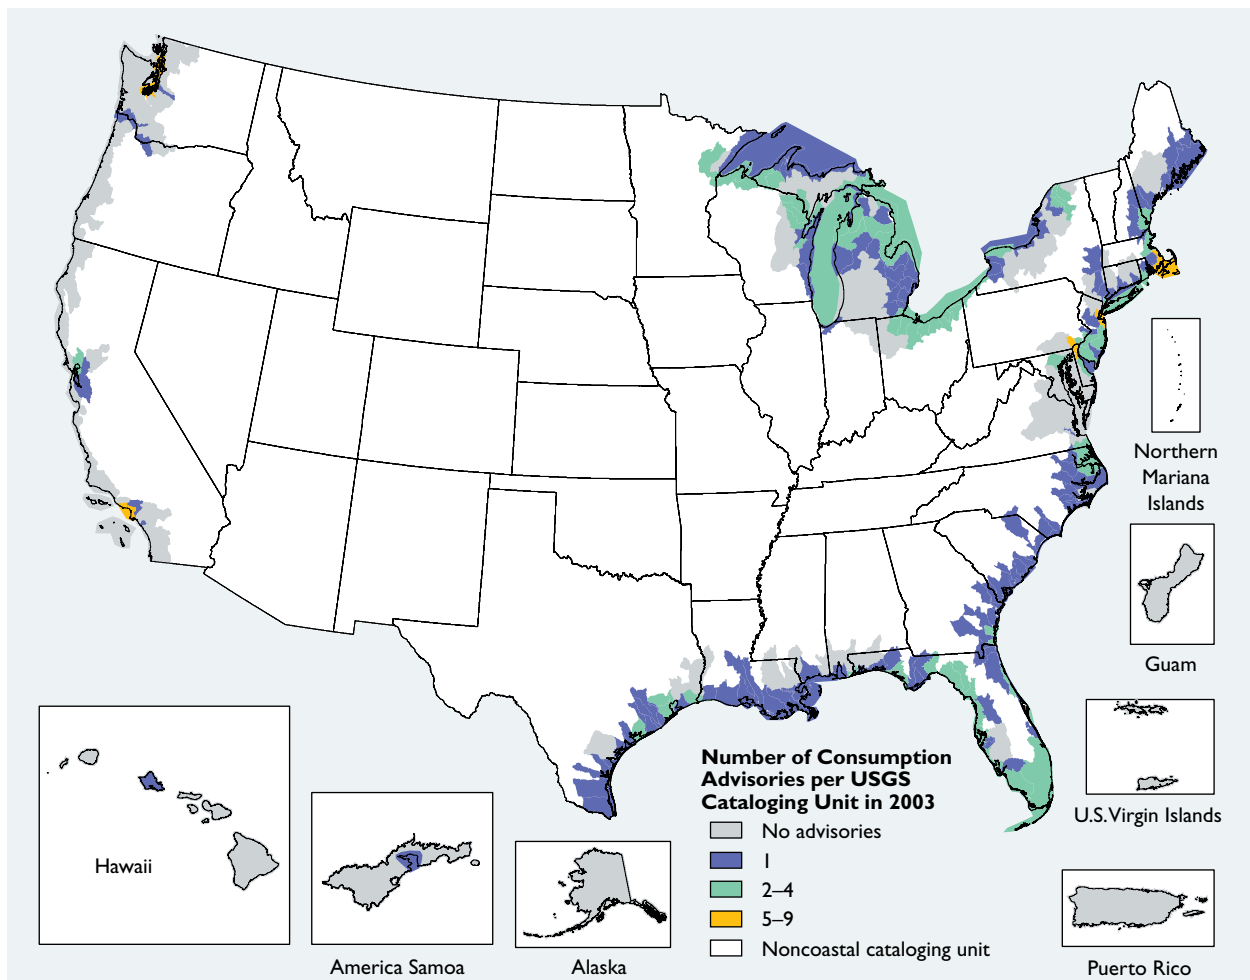 Northern
Mariana
Islands
Guam
U.S. Virgin Islands
Puerto Rico
Hawaii
America Samoa
Alaska
Number of Consumption
Advisories per USGS
Cataloging Unit in 2003
No advisories
1
2–4
5–9
Noncoastal cataloging unit